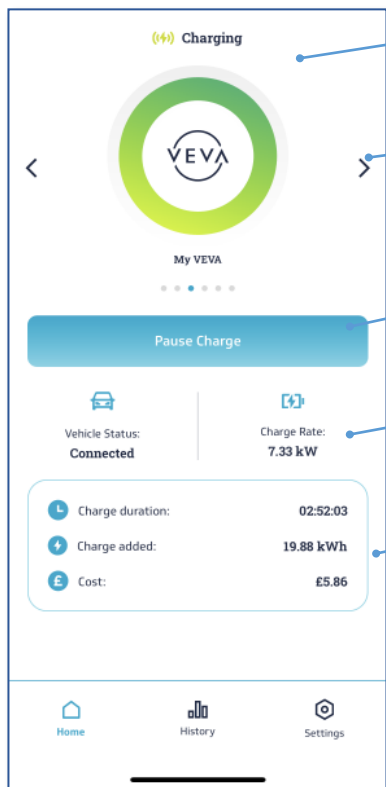 Charging
VEVA
My VEVA
Pause Charge
Vehicle Status:
Connected
Charge Rate:
7.33 kW
Charge duration: 02:52:03
Charge added: 19.88 kWh
£ Cost: £5.86
Home History Settings